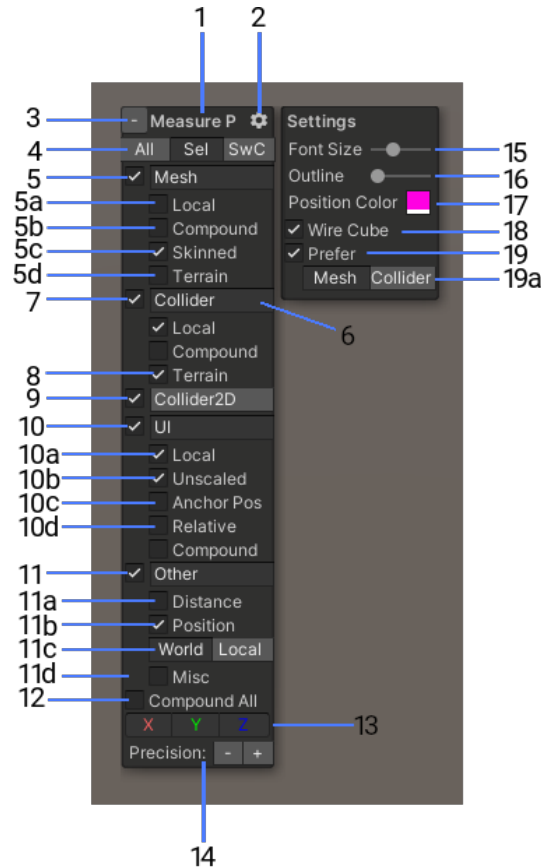 1 2
3 - Measure P Settings
4 All Sel SwC Font Size 15
5 Mesh Outline 16
5a Local Position Color 17
5b Compound Wire Cube 18
5c Skinned Prefer 19
5d Terrain Mesh Collider 19a
7 Collider 6
Local
Compound
8 Terrain
9 Collider2D
10 UI
10a Local
10b Unscaled
10c Anchor Pos
10d Relative
Compound
11 Other
11a Distance
11b Position
11c World Local
11d Misc
12 Compound All
X Y Z 13
Precision: - +
14